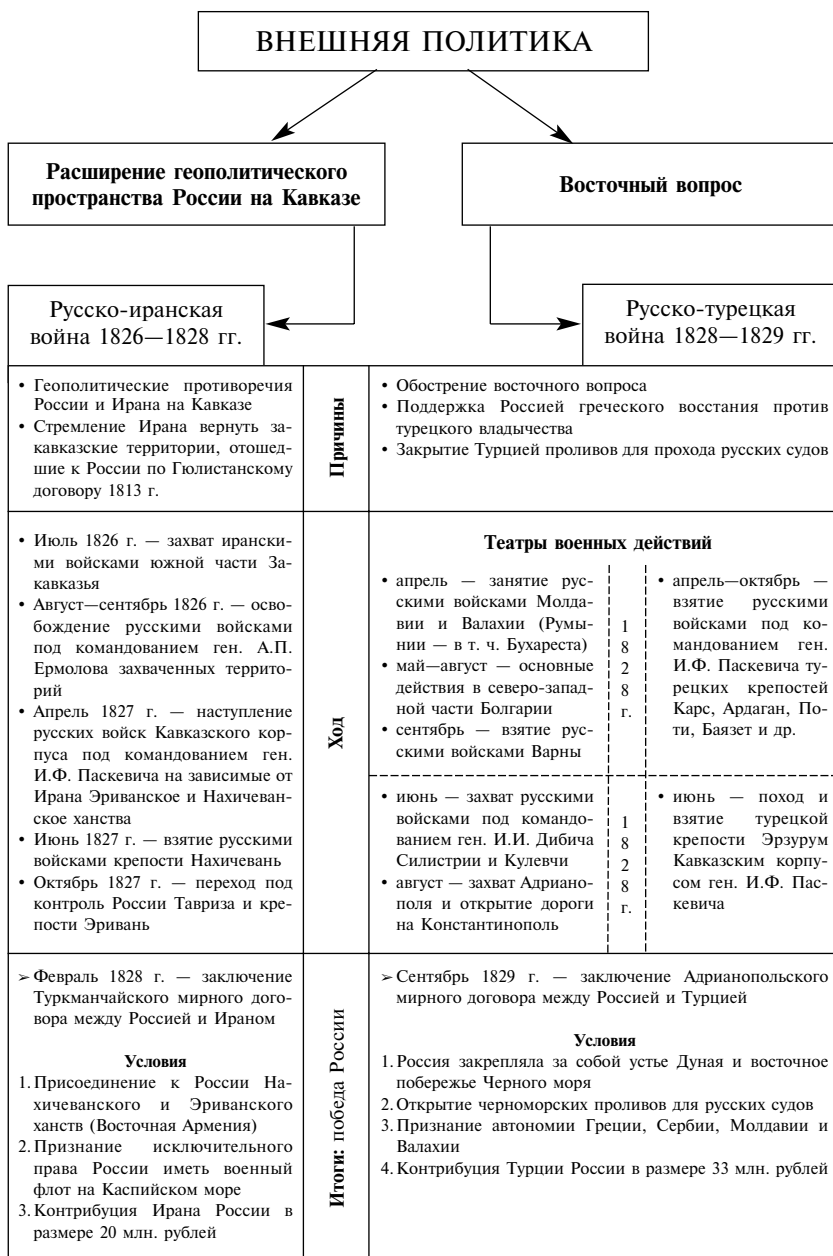 ВНЕШНЯЯ ПОЛИТИКА
Расширение геополитического
пространства России на Кавказе
Восточный вопрос
Русско-иранская
война 1826—1828 гг.
Русско-турецкая
война 1828—1829 гг.
• Геополитические противоречия
России и Ирана на Кавказе
• Стремление Ирана вернуть за-
кавказские территории, отошед-
шие к России по Гюлистанскому
договору 1813 г.
Причины
• Обострение восточного вопроса
• Поддержка Россией греческого восстания против
турецкого владычества
• Закрытие Турцией проливов для прохода русских судов
• Июль 1826 г. — захват ирански-
ми войсками южной части За-
кавказья
• Август—сентябрь 1826 г. — осво-
бождение русскими войсками
под командованием ген. А.П.
Ермолова захваченных террито-
рий
• Апрель 1827 г. — наступление
русских войск Кавказского кор-
пуса под командованием ген.
И.Ф. Паскевича на зависимые от
Ирана Эриванское и Нахичеван-
ское ханства
• Июнь 1827 г. — взятие русскими
войсками крепости Нахичевань
• Октябрь 1827 г. — переход под
контроль России Тавриза и кре-
пости Эривань
Ход
Театры военных действий
• апрель — занятие рус-
скими войсками Молда-
вии и Валахии (Румы-
нии — в т. ч. Бухареста)
• май—август — основные
действия в северо-запад-
ной части Болгарии
• сентябрь — взятие рус-
скими войсками Варны
1
8
2
8
г.
• апрель—октябрь —
взятие русскими
войсками под ко-
мандованием ген.
И.Ф. Паскевича ту-
рецких крепостей
Карс, Ардаган, По-
ти, Баязет и др.
• июнь — захват русскими
войсками под командо-
ванием ген. И.И. Дибича
Силистрии и Кулевчи
• август — захват Адриано-
поля и открытие дороги
на Константинополь
1
8
2
8
г.
• июнь — поход и
взятие турецкой
крепости Эрзурум
Кавказским корпу-
сом ген. И.Ф. Пас-
кевича
➢ Февраль 1828 г. — заключение
Туркманчайского мирного дого-
вора между Россией и Ираном
Условия
1. Присоединение к России На-
хичеванского и Эриванского
ханств (Восточная Армения)
2. Признание исключительного
права России иметь военный
флот на Каспийском море
3. Контрибуция Ирана России в
размере 20 млн. рублей
Итоги: победа России
➢ Сентябрь 1829 г. — заключение Адрианопольского
мирного договора между Россией и Турцией
Условия
1. Россия закрепляла за собой устье Дуная и восточное
побережье Черного моря
2. Открытие черноморских проливов для русских судов
3. Признание автономии Греции, Сербии, Молдавии и
Валахии
4. Контрибуция Турции России в размере 33 млн. рублей